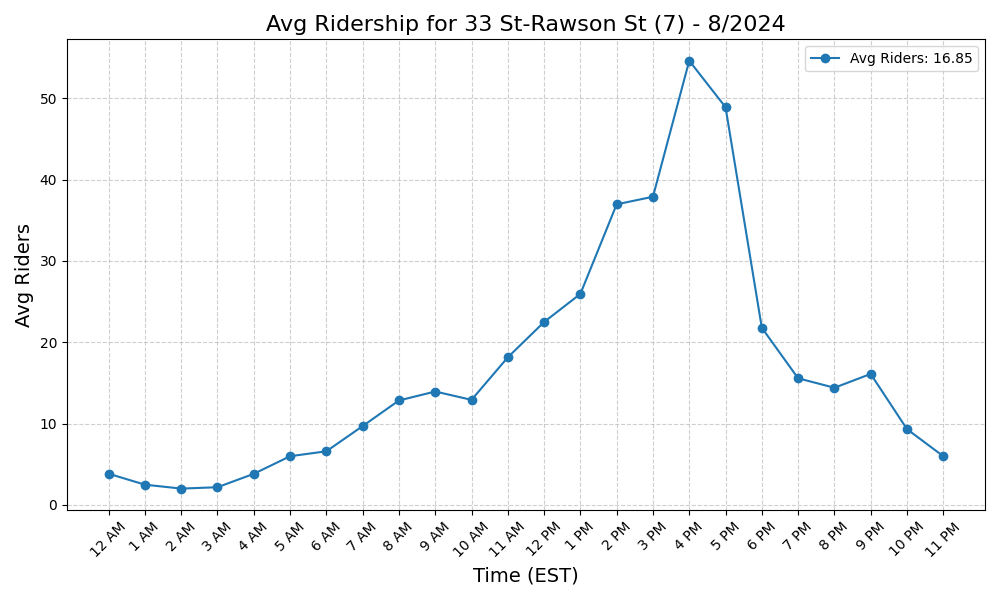 Avg Ridership for 33 St-Rawson St (7) - 8/2024
Avg Riders: 16.85
Avg Riders
50
40
30
20
10
0
12 AM
1 AM
2 AM
3 AM
4 AM
5 AM
6 AM
7 AM
8 AM
9 AM
10 AM
11 AM
12 PM
1 PM
2 PM
3 PM
4 PM
5 PM
6 PM
7 PM
8 PM
9 PM
10 PM
11 PM
Time (EST)